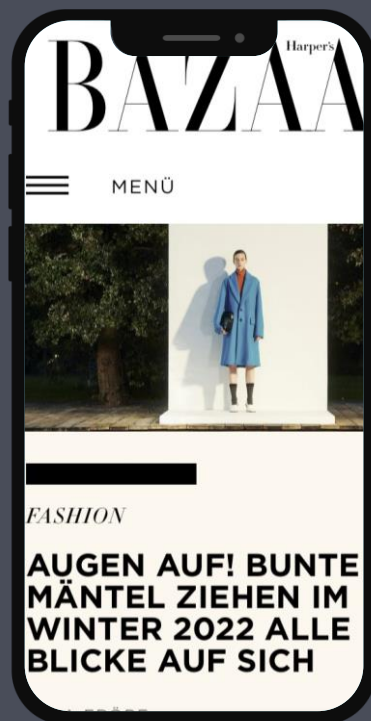 Harper's
BAZAA
MENÜ
FASHION
AUGEN AUF! BUNTE
MÄNTEL ZIEHEN IM
WINTER 2022 ALLE
BLICKE AUF SICH